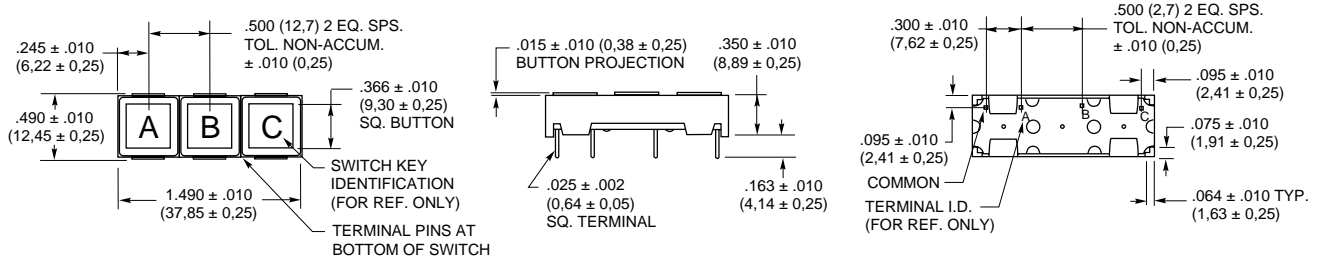 .500 (12,7) 2 EQ. SPS.
TOL. NON-ACCUM.
± .010 (0,25)
.245 ± .010
(6,22 ± 0,25)
.366 ± .010
(9,30 ± 0,25)
SQ. BUTTON
.490 ± .010
(12,45 ± 0,25)
A
B
C
SWITCH KEY
IDENTIFICATION
(FOR REF. ONLY)
1.490 ± .010
(37,85 ± 0,25)
TERMINAL PINS AT
BOTTOM OF SWITCH
.015 ± .010 (0,38 ± 0,25)
BUTTON PROJECTION
.350 ± .010
(8,89 ± 0,25)
.025 ± .002
(0,64 ± 0,05)
SQ. TERMINAL
.163 ± .010
(4,14 ± 0,25)
.300 ± .010
(7,62 ± 0,25)
.500 (2,7) 2 EQ. SPS.
TOL. NON-ACCUM.
± .010 (0,25)
.095 ± .010
(2,41 ± 0,25)
A
B
C
.095 ± .010
(2,41 ± 0,25)
.075 ± .010
(1,91 ± 0,25)
COMMON
TERMINAL I.D.
(FOR REF. ONLY)
.064 ± .010 TYP.
(1,63 ± 0,25)